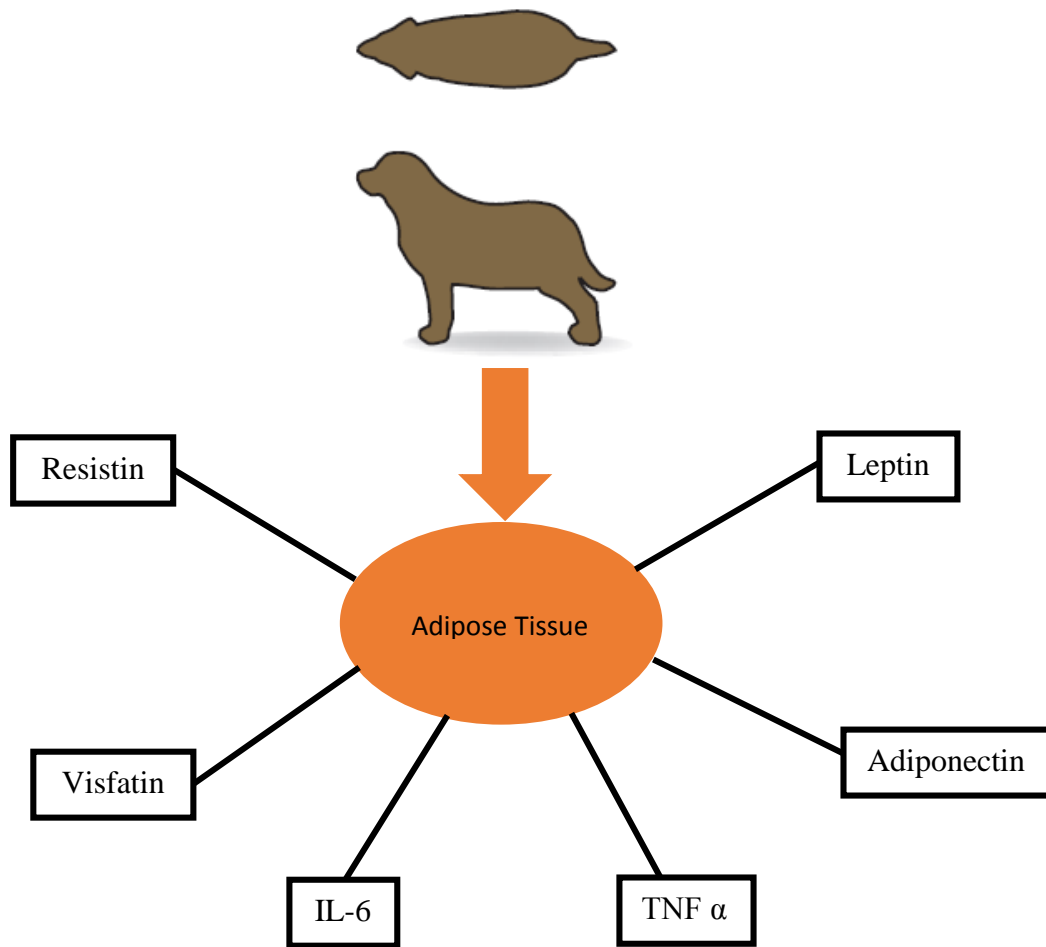 Resistin
Leptin
Adipose Tissue
Visfatin
Adiponectin
IL-6
TNF α